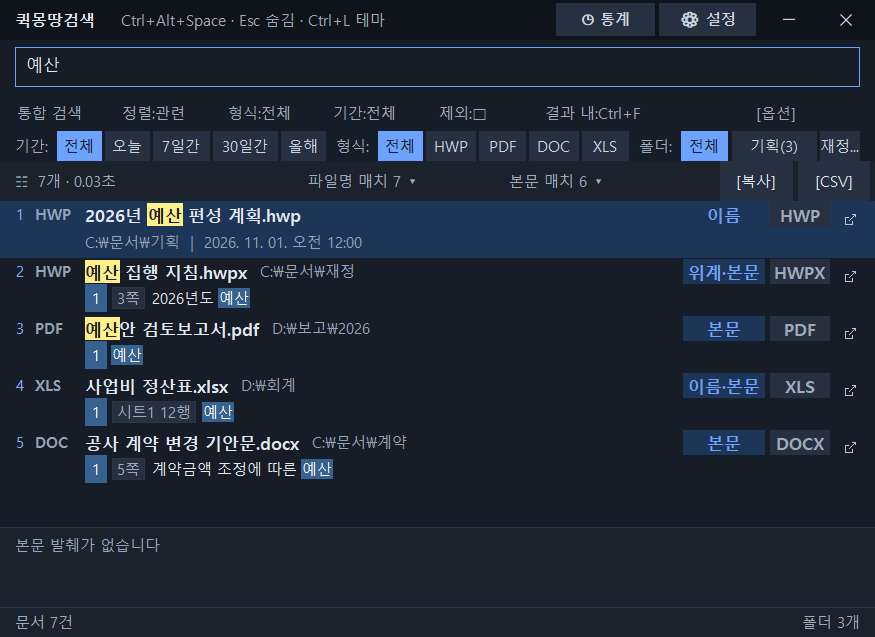 퀵몽땅검색 Ctrl+Alt+Space · Esc 숨김 · Ctrl+L 테마 통계 설정
예산
통합 검색 정렬:관련 형식:전체 기간:전체 제외:□ 결과 내:Ctrl+F [옵션]
기간: 전체 오늘 7일간 30일간 올해 형식: 전체 HWP PDF DOC XLS 폴더: 전체 기획(3) 재정...
7개 · 0.03초 파일명 매치 7 ▾ 본문 매치 6 ▾ [복사] [CSV]
1 HWP 2026년 예산 편성 계획.hwp 이름 HWP
C:₩문서₩기획 | 2026. 11. 01. 오전 12:00
2 HWP 예산 집행 지침.hwpx C:₩문서₩재정 위계·본문 HWPX
1 3쪽 2026년도 예산
3 PDF 예산안 검토보고서.pdf D:₩보고₩2026 본문 PDF
1 예산
4 XLS 사업비 정산표.xlsx D:₩회계 이름·본문 XLS
1 시트1 12행 예산
5 DOC 공사 계약 변경 기안문.docx C:₩문서₩계약 본문 DOCX
1 5쪽 계약금액 조정에 따른 예산
본문 발췌가 없습니다
문서 7건 폴더 3개